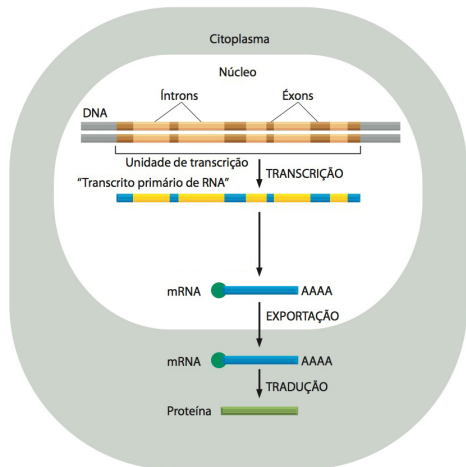 Citoplasma
Núcleo
Íntrons
Éxons
DNA
Unidade de transcrição
TRANSCRIÇÃO
“Transcrito primário de RNA”
mRNA
AAAA
EXPORTAÇÃO
mRNA
AAAA
TRADUÇÃO
Proteína